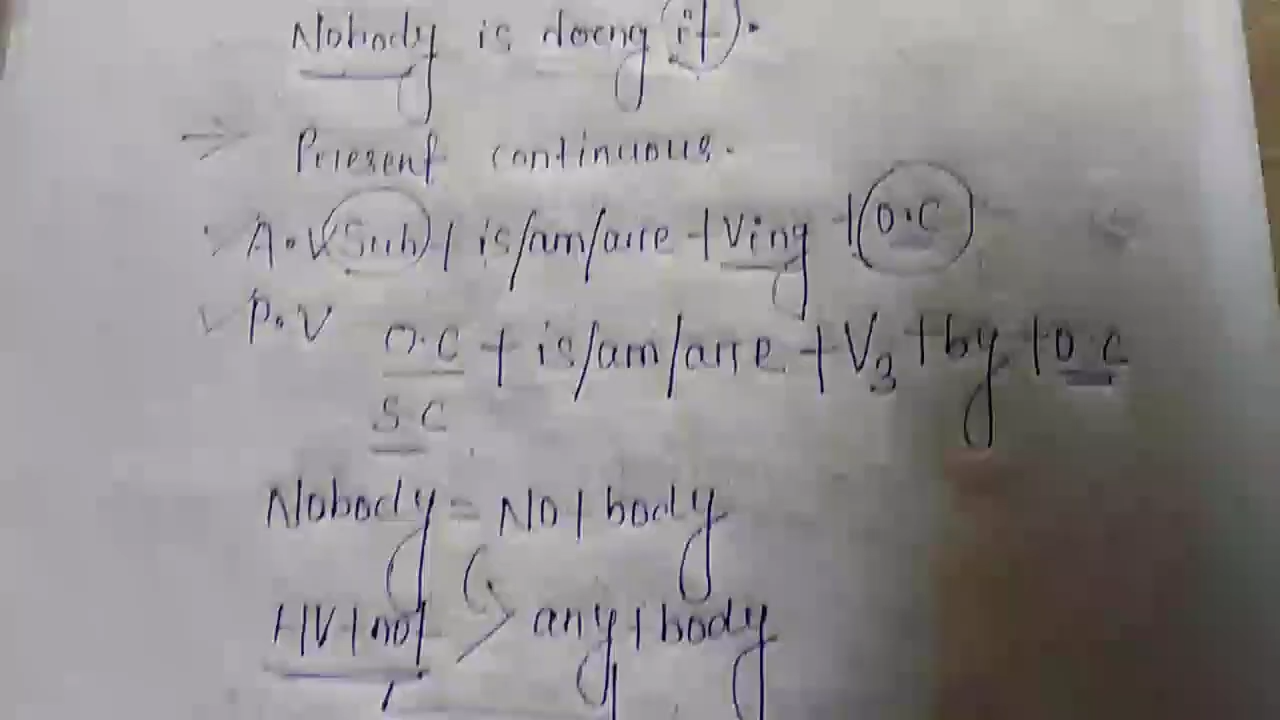 Nobody is doing it.
→ Present continuous.
A.V Sub + is/am/are + Ving + O.C
P.V O.C + is/am/are + V3 + by + O.C
S.C
Nobody = No + body
HV + not > any + body